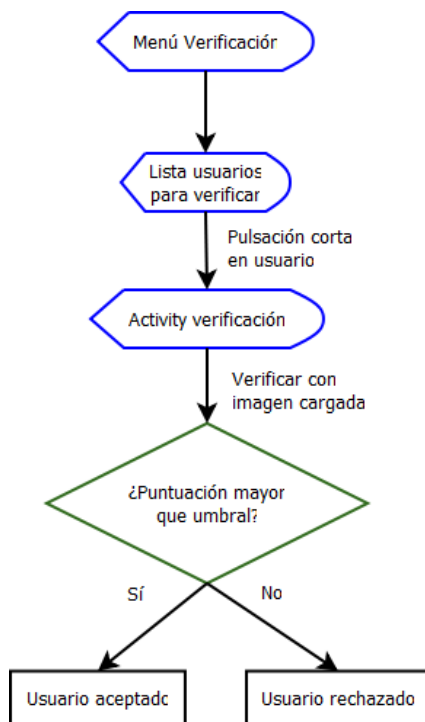 Menú Verificación
Lista usuarios
para verificar
Pulsación corta
en usuario
Activity verificación
Verificar con
imagen cargada
¿Puntuación mayor
que umbral?
Sí
No
Usuario aceptado
Usuario rechazado